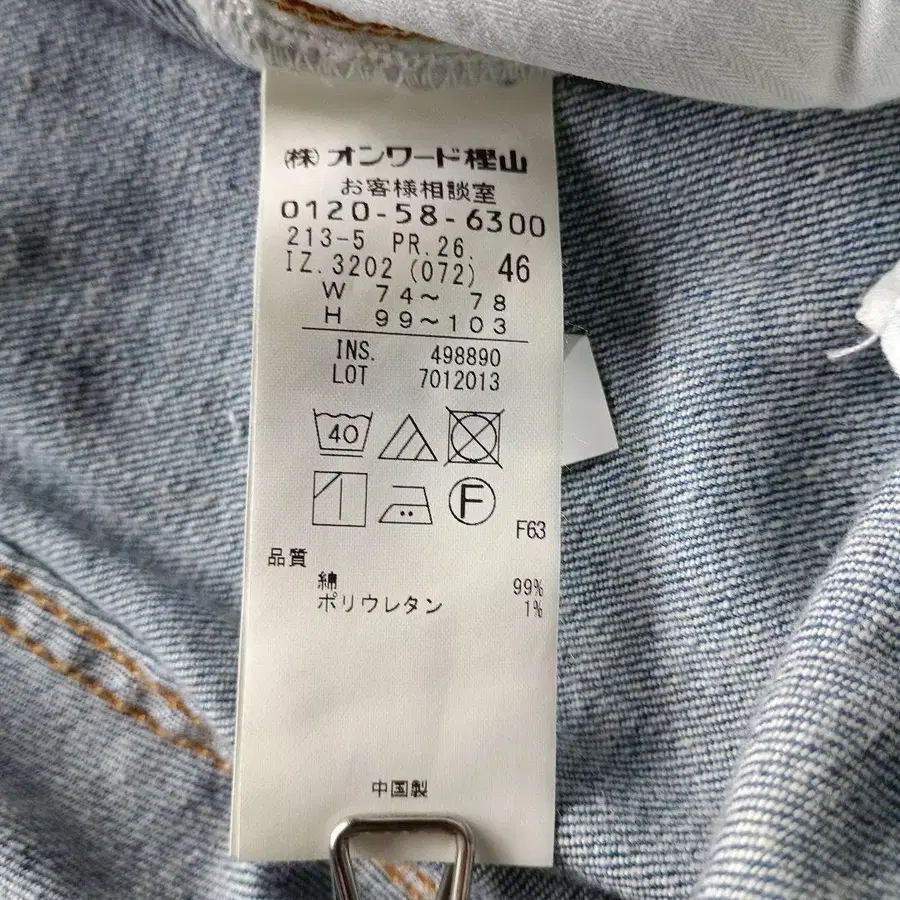 (株)オンワード樫山
お客様相談室
0120-58-6300
213-5 PR.26.
IZ.3202 (072) 46
W 74～ 78
H 99～103
INS. 498890
LOT 7012013
40
F
F63
品質
綿 99%
ポリウレタン 1%
中国製